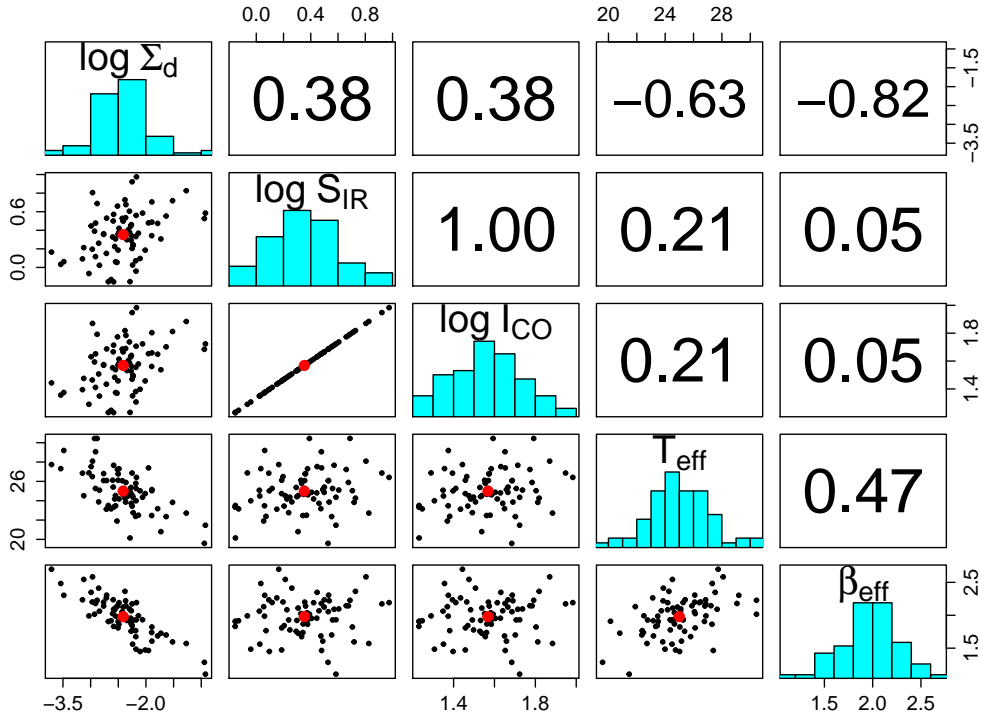 0.0 0.4 0.8 20 24 28
log Σd 0.38 0.38 −0.63 −0.82 −3.5 −1.5
0.0 0.6 log SIR 1.00 0.21 0.05
log ICO 0.21 0.05 1.4 1.8
20 26 Teff 0.47
βeff 1.5 2.5
−3.5 −2.0 1.4 1.8 1.5 2.0 2.5